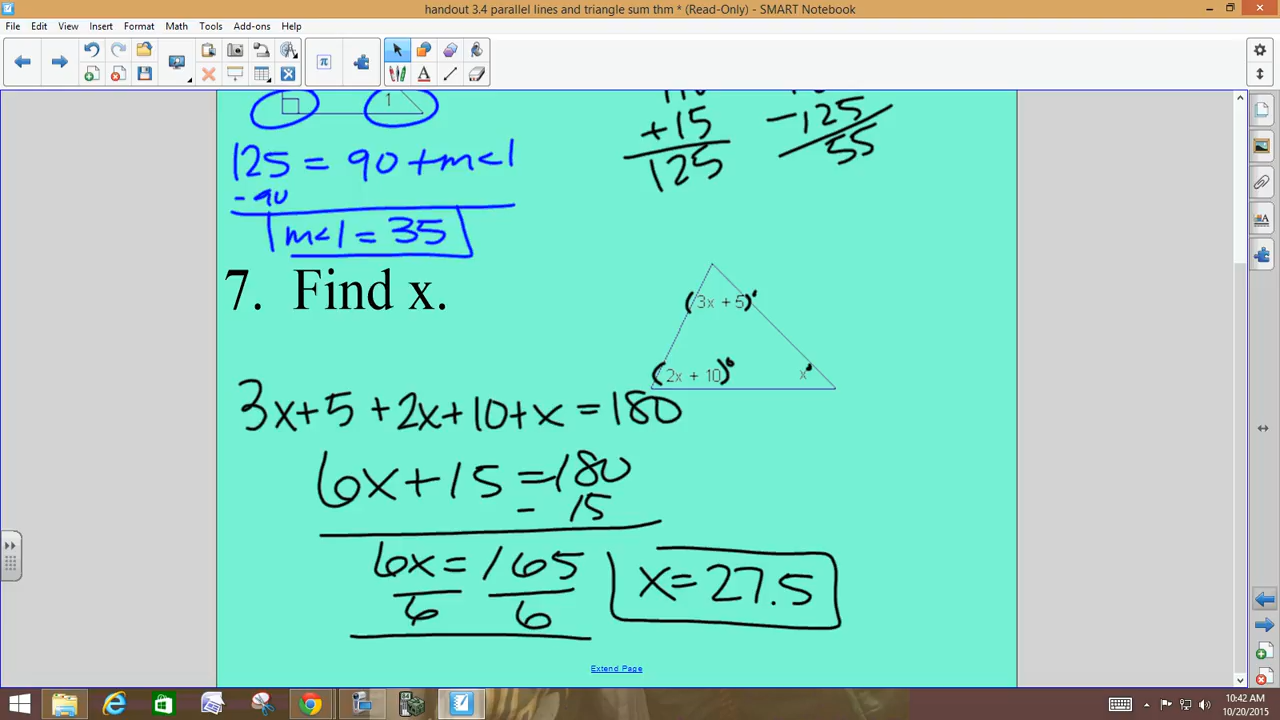 handout 3.4 parallel lines and triangle sum thm * (Read-Only) - SMART Notebook
File Edit View Insert Format Math Tools Add-ons Help
1
125 = 90 + m<1
-90
m<1 = 35
+15
125
-125
55
7. Find x.
(3x + 5)°
(2x + 10)°
x°
3x+5 +2x+10+x =180
6x+15 =180
- 15
6x = 165
6 6
x=27.5
Extend Page
10:42 AM
10/20/2015